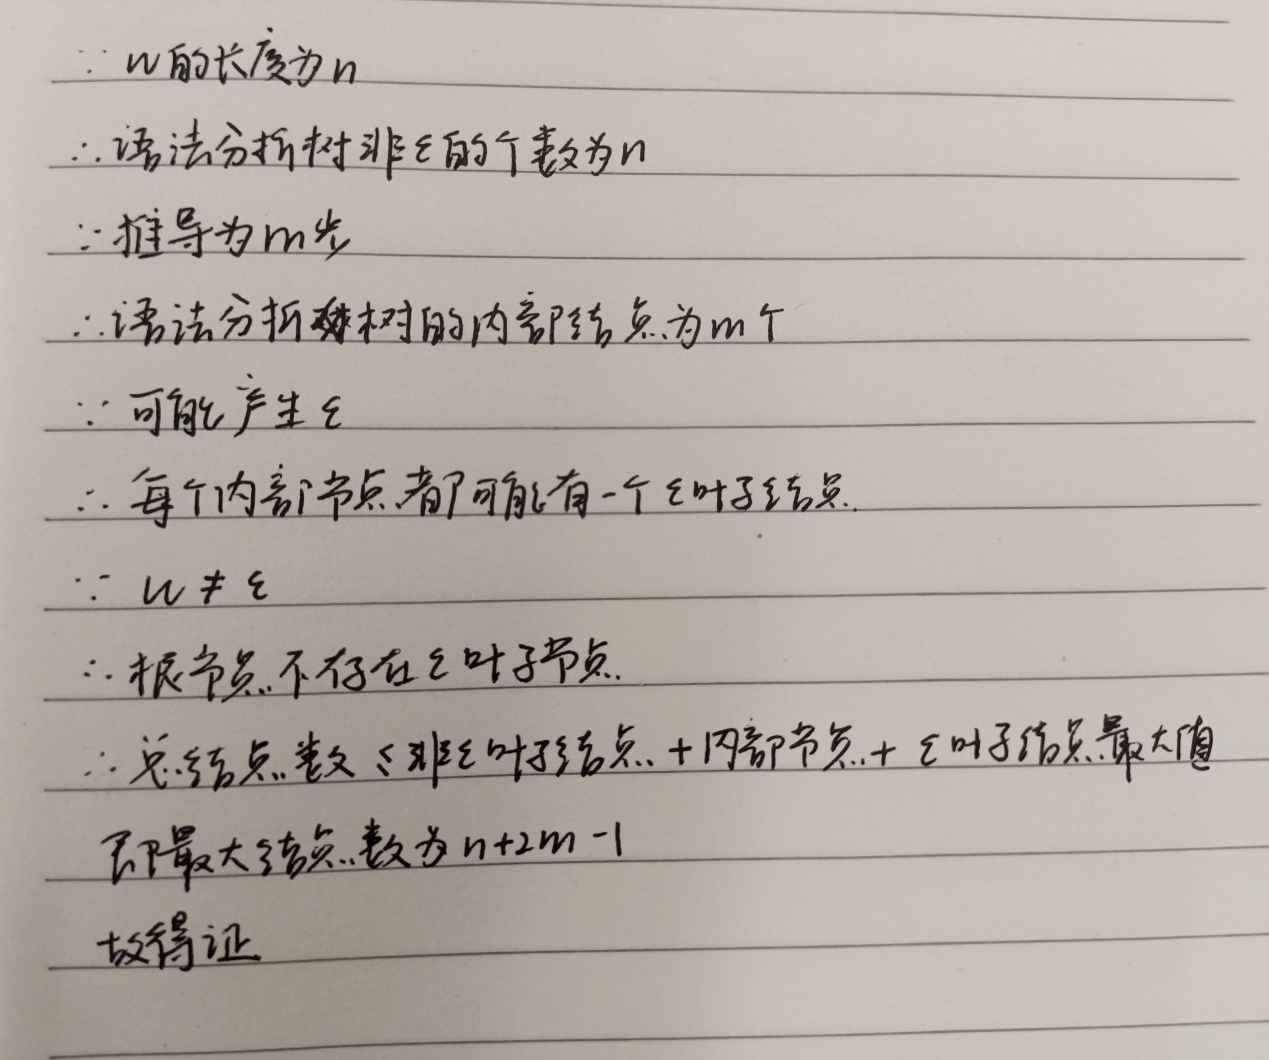 ∵ w的长度为n
∴语法分析树非ε的个数为n
∵推导为m步
∴语法分析树的内部结点为m个
∵ 可能产生ε
∴ 每个内部节点都可能有一个ε叶子结点.
∵ w≠ε
∴ 根节点不存在ε叶子节点.
∴ 总结点数≤非ε叶子结点+内部节点+ε叶子结点最大值
即最大结点数为n+2m-1
故得证